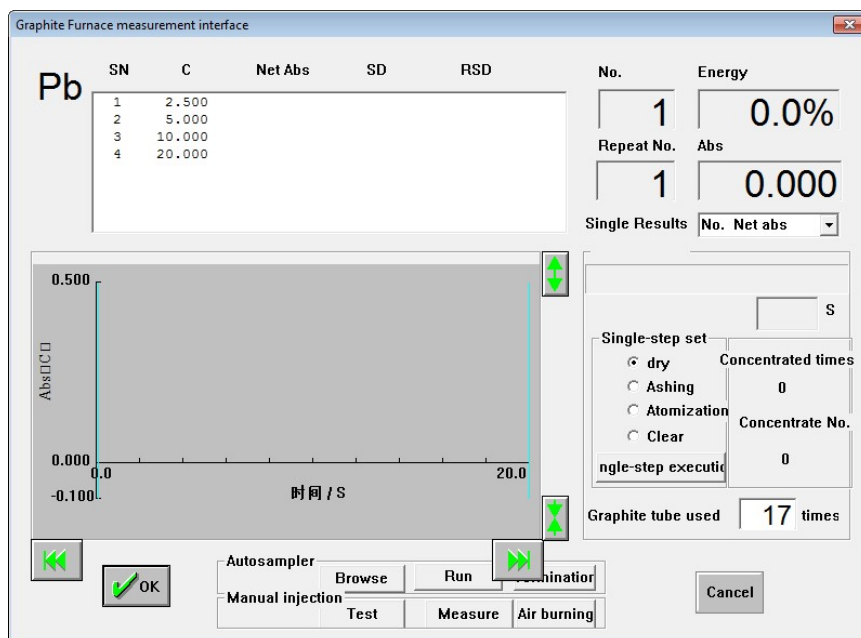 Graphite Furnace measurement interface
Pb
SN C Net Abs SD RSD
1 2.500
2 5.000
3 10.000
4 20.000
No. Energy
1 0.0%
Repeat No. Abs
1 0.000
Single Results No. Net abs
0.500
Abs□C□
0.000
-0.100
0.0 20.0
时间 / S
S
Single-step set
dry
Ashing
Atomization
Clear
ngle-step executic
Concentrated times
0
Concentrate No.
0
Graphite tube used 17 times
OK
Autosampler
Browse Run
Manual injection
Test Measure Air burning
Cancel